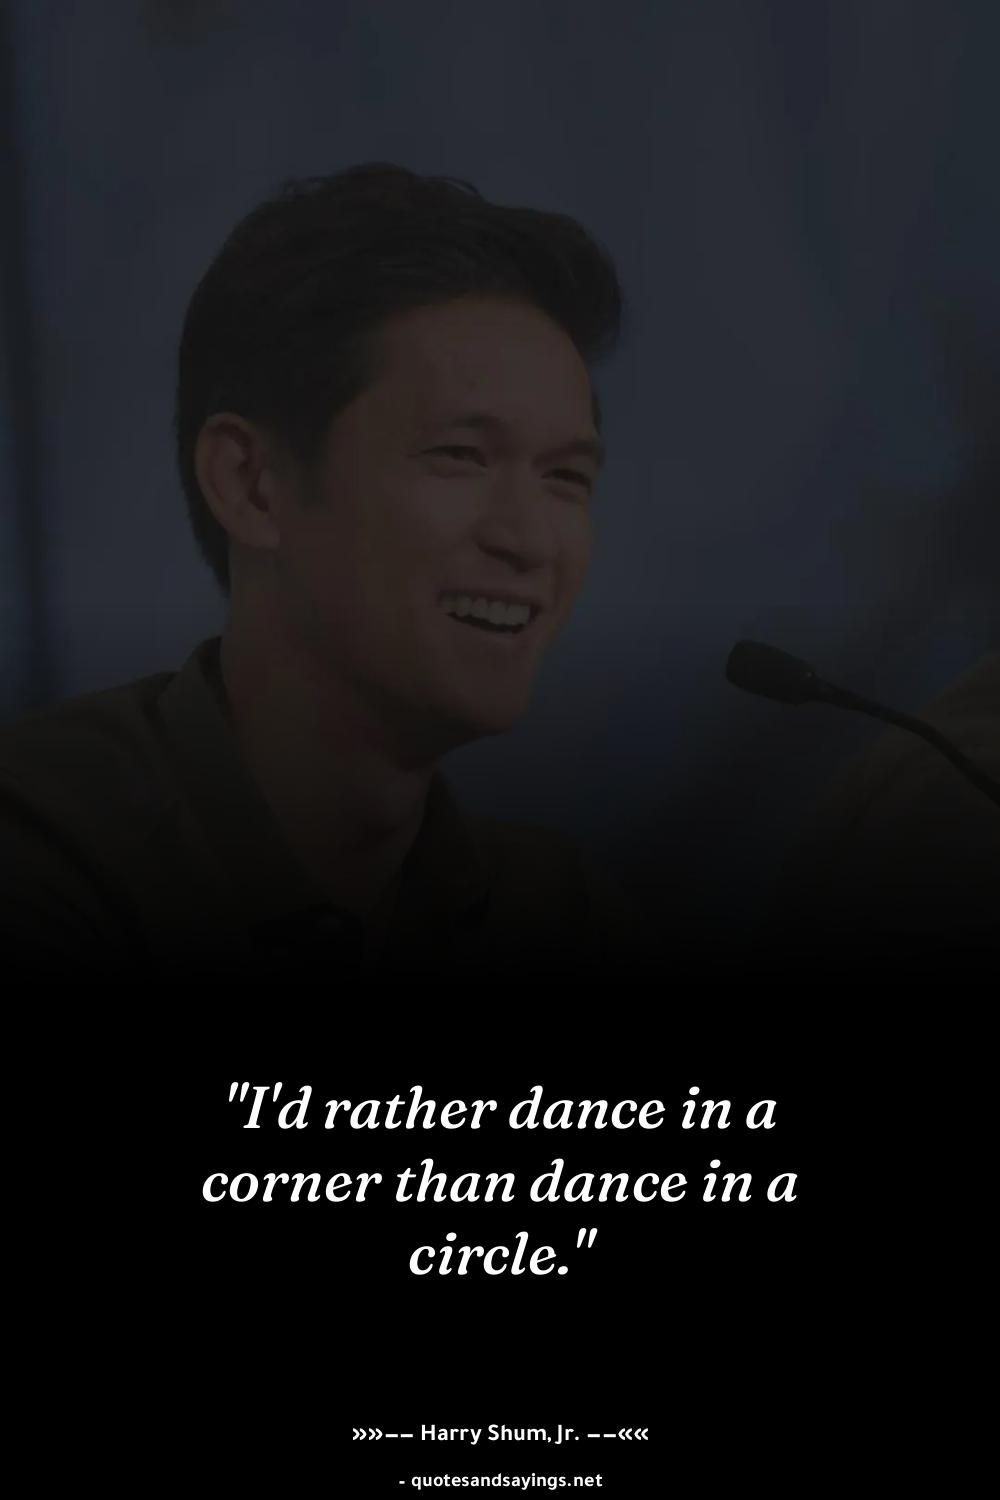 "I'd rather dance in a
corner than dance in a
circle."
»»−− Harry Shum, Jr. −−««
- quotesandsayings.net